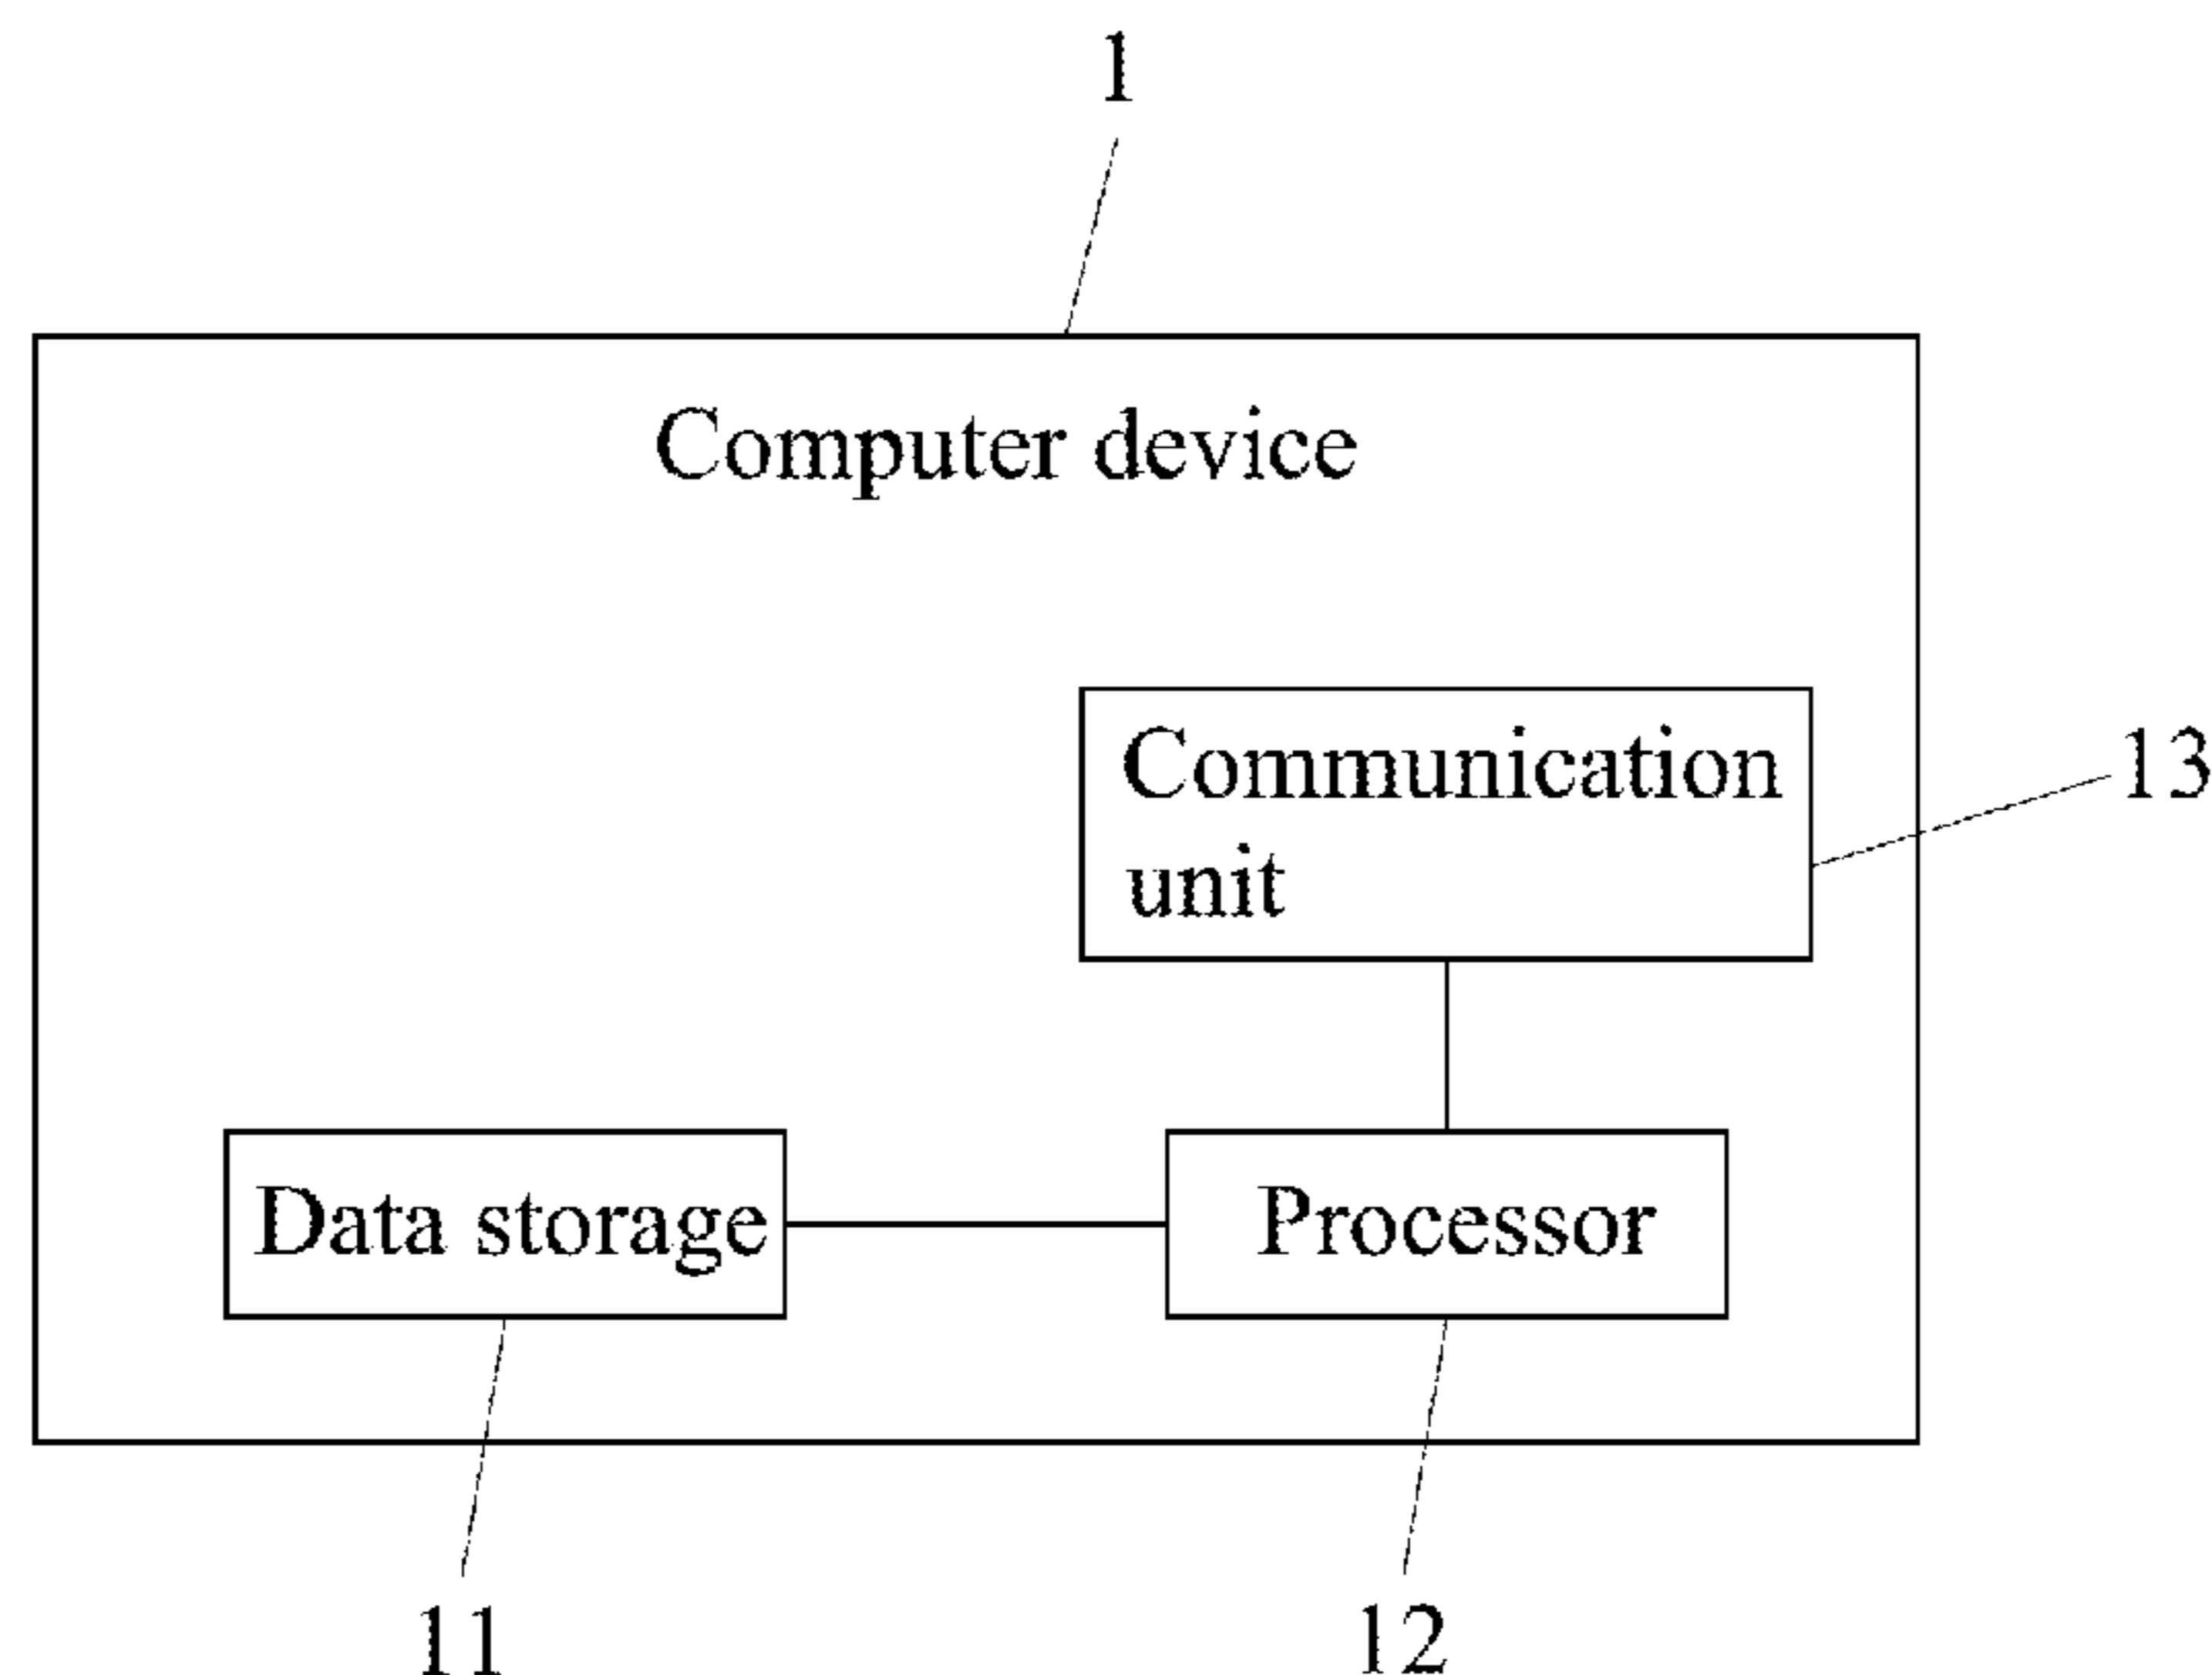 1
Computer device
Communication
unit
13
Data storage
Processor
11
12